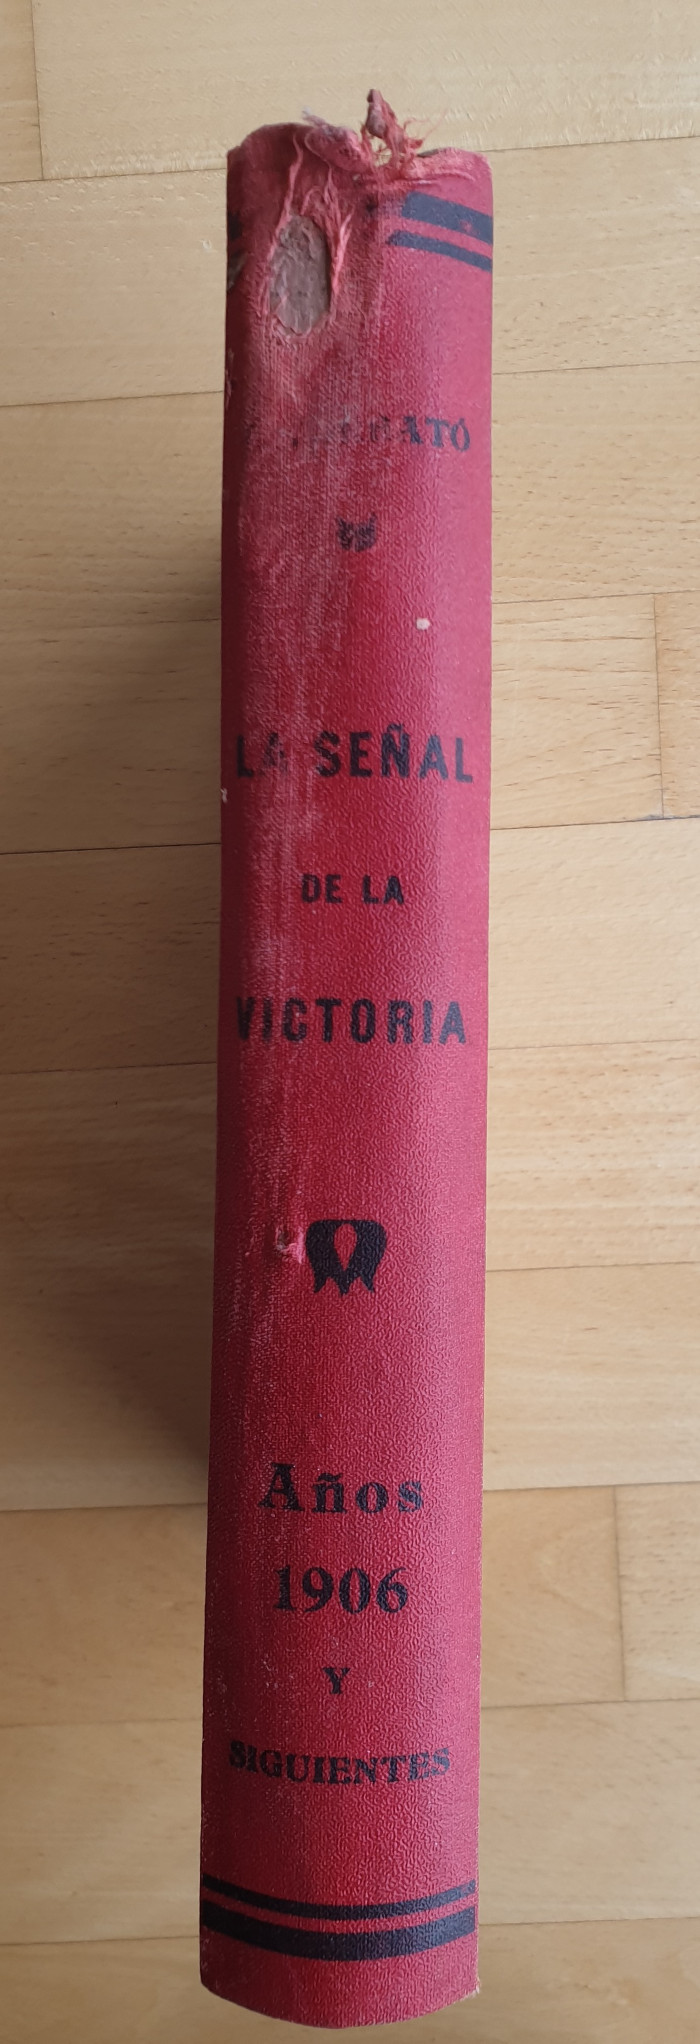 LA SEÑAL
DE LA
VICTORIA
Años
1906
Y
SIGUIENTES